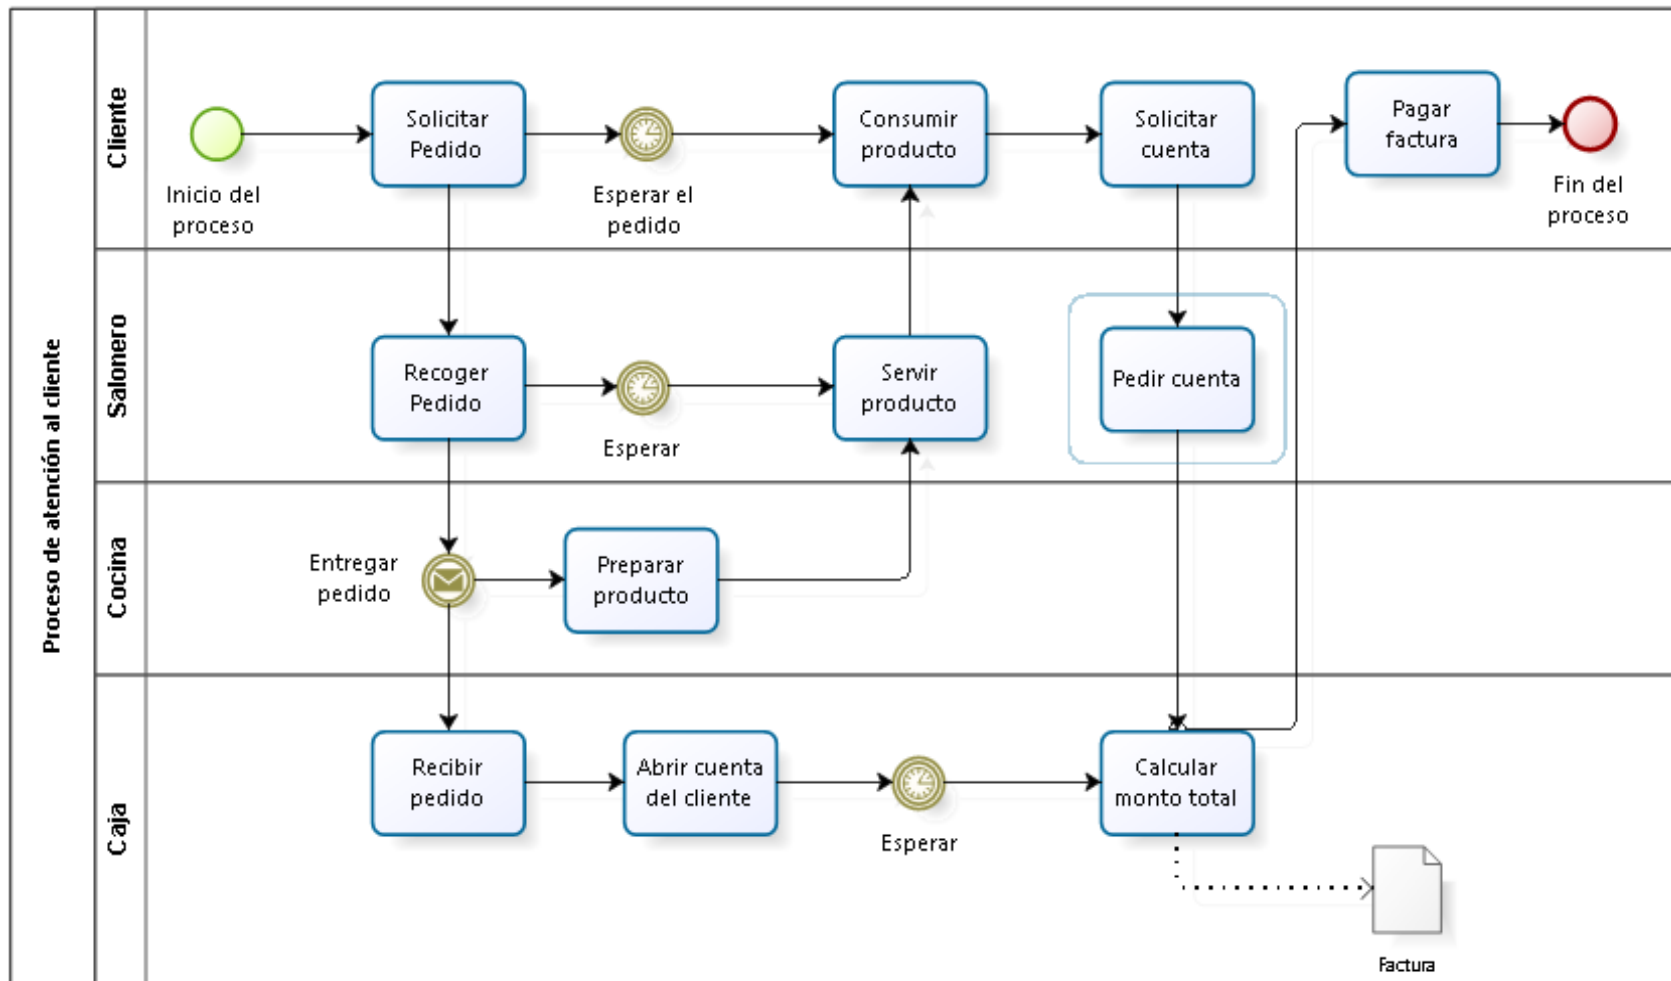 Proceso de atención al cliente
Cliente
Inicio del
proceso
Solicitar
Pedido
Esperar el
pedido
Consumir
producto
Solicitar
cuenta
Pagar
factura
Fin del
proceso
Salonero
Recoger
Pedido
Esperar
Servir
producto
Pedir cuenta
Cocina
Entregar
pedido
Preparar
producto
Caja
Recibir
pedido
Abrir cuenta
del cliente
Esperar
Calcular
monto total
Factura